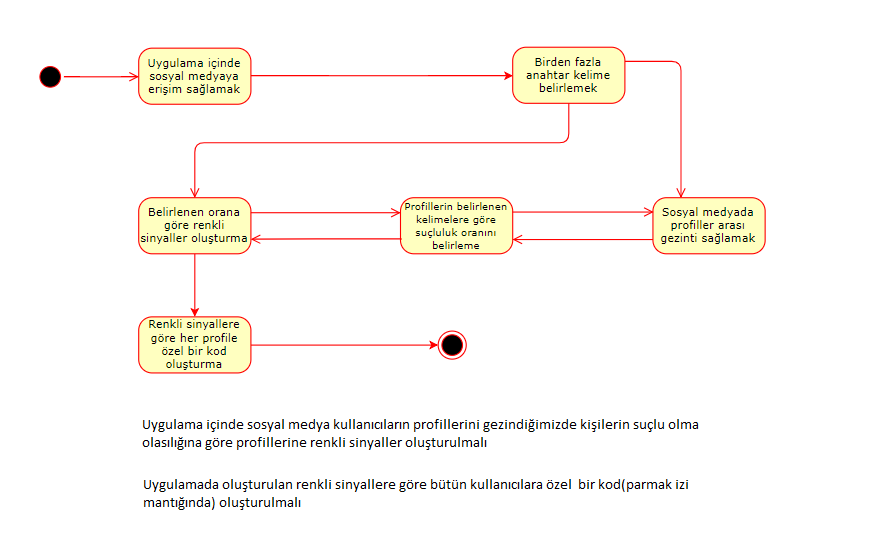 Uygulama içinde
sosyal medyaya
erişim sağlamak
Birden fazla
anahtar kelime
belirlemek
Belirlenen orana
göre renkli
sinyaller oluşturma
Profillerin belirlenen
kelimelere göre
suçluluk oranını
belirleme
Sosyal medyada
profiller arası
gezinti sağlamak
Renkli sinyallere
göre her profile
özel bir kod
oluşturma
Uygulama içinde sosyal medya kullanıcıların profillerini gezindiğimizde kişilerin suçlu olma
olasılığına göre profillerine renkli sinyaller oluşturulmalı
Uygulamada oluşturulan renkli sinyallere göre bütün kullanıcılara özel bir kod(parmak izi
mantığında) oluşturulmalı